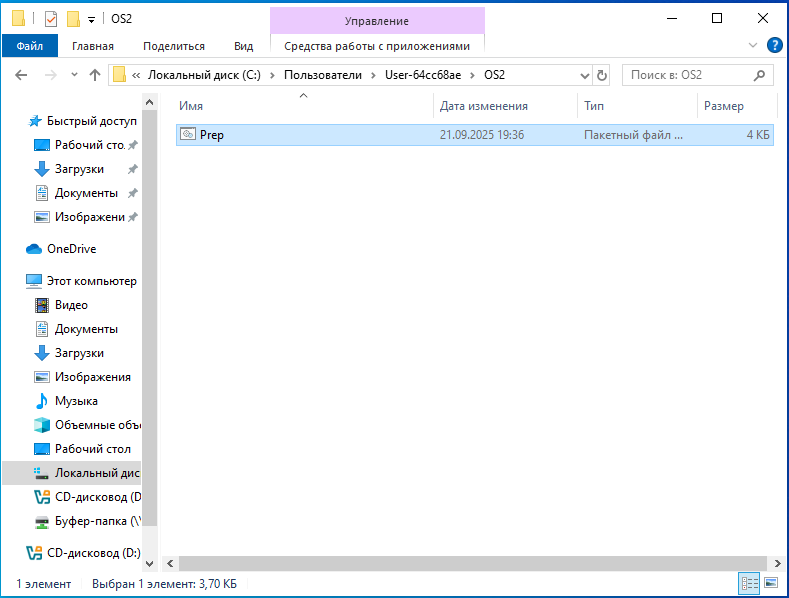 OS2
Управление
Файл
Главная
Поделиться
Вид
Средства работы с приложениями
?
« Локальный диск (C:) > Пользователи > User-64cc68ae > OS2
Поиск в: OS2
Имя
Дата изменения
Тип
Размер
Prep
21.09.2025 19:36
Пакетный файл ...
4 КБ
Быстрый доступ
Рабочий сто.
Загрузки
Документы
Изображени
OneDrive
Этот компьютер
Видео
Документы
Загрузки
Изображения
Музыка
Объемные объ
Рабочий стол
Локальный дис
CD-дисковод (D
Буфер-папка (\\
CD-дисковод (D:)
1 элемент
Выбран 1 элемент: 3,70 КБ